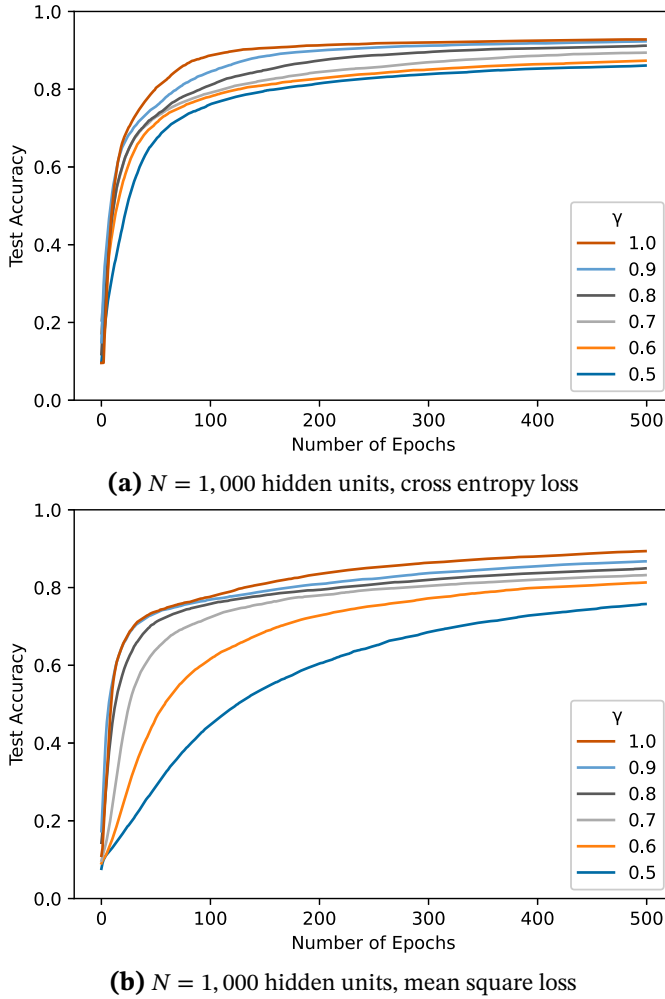 1.0
0.8
0.6
0.4
0.2
0.0
Test Accuracy
γ
1.0
0.9
0.8
0.7
0.6
0.5
0 100 200 300 400 500
Number of Epochs
(a) N = 1, 000 hidden units, cross entropy loss
1.0
0.8
0.6
0.4
0.2
0.0
Test Accuracy
γ
1.0
0.9
0.8
0.7
0.6
0.5
0 100 200 300 400 500
Number of Epochs
(b) N = 1, 000 hidden units, mean square loss